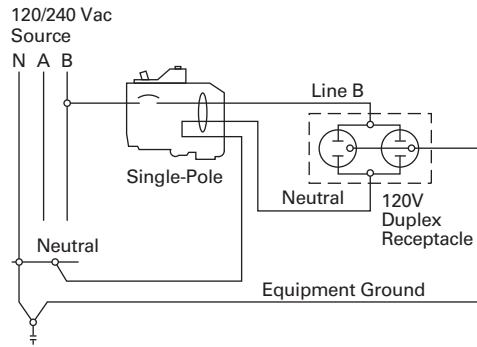 120/240 Vac
Source
N A B
Line B
Single-Pole
Neutral
120V
Duplex
Receptacle
Neutral
Equipment Ground